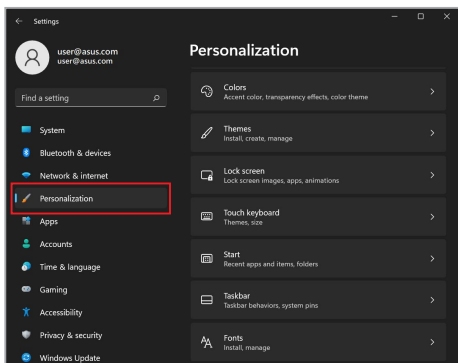 Settings
user@asus.com
user@asus.com
Find a setting
System
Bluetooth & devices
Network & internet
Personalization
Apps
Accounts
Time & language
Gaming
Accessibility
Privacy & security
Windows Update
Personalization
Colors
Accent color, transparency effects, color theme
Themes
Install, create, manage
Lock screen
Lock screen images, apps, animations
Touch keyboard
Themes, size
Start
Recent apps and items, folders
Taskbar
Taskbar behaviors, system pins
Fonts
Install, manage